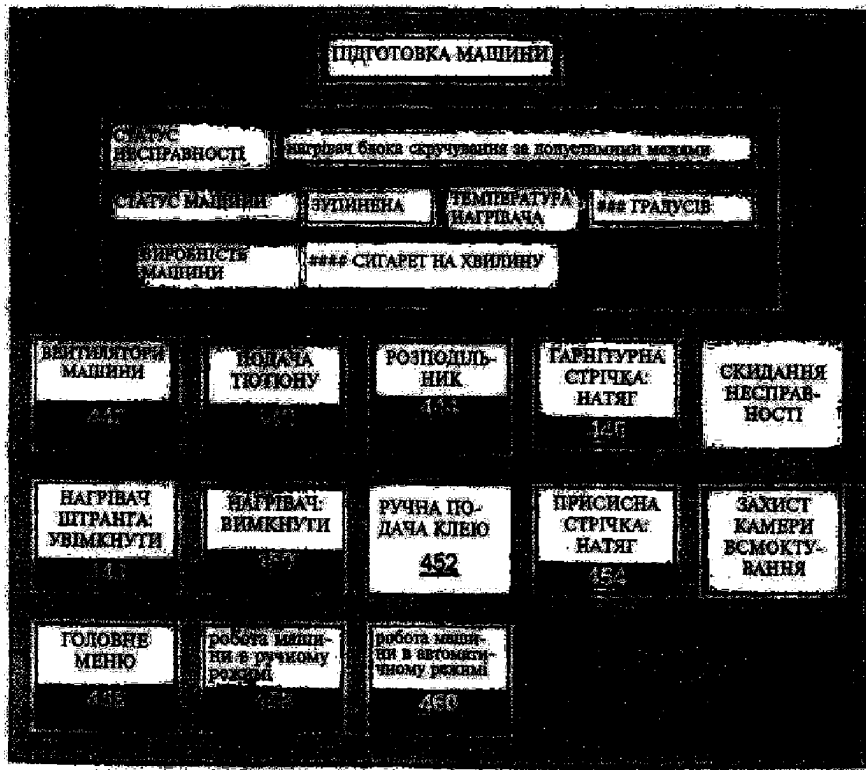 ПІДГОТОВКА МАШИНИ
СТАТУС
НЕСПРАВНОСТІ
нагрівач блока скручування за допустимими межами
СТАТУС МАШИНИ
ЗУПИНЕНА
ТЕМПЕРАТУРА
НАГРІВАЧА
### ГРАДУСІВ
ВИРОБНІСТЬ
МАШИНИ
#### СИГАРЕТ НА ХВИЛИНУ
ВЕНТИЛЯТОРИ
МАШИНИ
ПОДАЧА
ТЮТЮНУ
РОЗПОДІЛЬ-
НИК
444
ГАРНІТУРНА
СТРІЧКА:
НАТЯГ
446
СКИДАННЯ
НЕСПРАВ-
НОСТІ
НАГРІВАЧ
ШТРАНГА:
УВІМКНУТИ
НАГРІВАЧ:
ВИМКНУТИ
РУЧНА ПО-
ДАЧА КЛЕЮ
452
ПРИСИСНА
СТРІЧКА:
НАТЯГ
454
ЗАХИСТ
КАМЕРИ
ВСМОКТУ-
ВАННЯ
ГОЛОВНЕ
МЕНЮ
робота маши-
ни в ручному
режимі
робота маши-
ни в автомати-
чному режимі
460